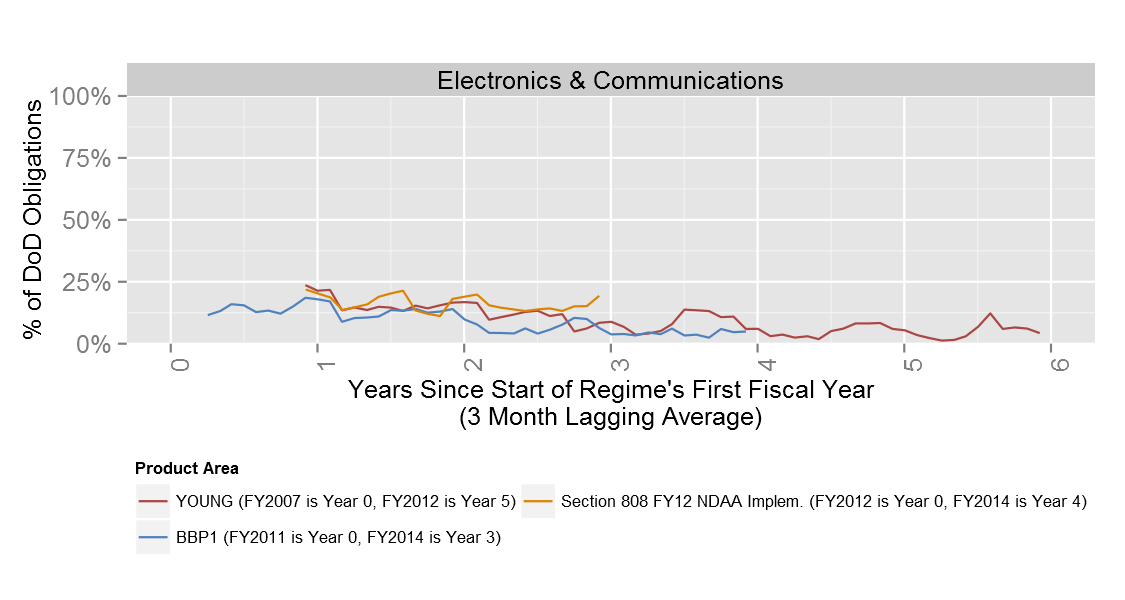 Electronics & Communications
% of DoD Obligations
100%
75%
50%
25%
0%
0 1 2 3 4 5 6
Years Since Start of Regime's First Fiscal Year
(3 Month Lagging Average)
Product Area
YOUNG (FY2007 is Year 0, FY2012 is Year 5) Section 808 FY12 NDAA Implem. (FY2012 is Year 0, FY2014 is Year 4)
BBP1 (FY2011 is Year 0, FY2014 is Year 3)